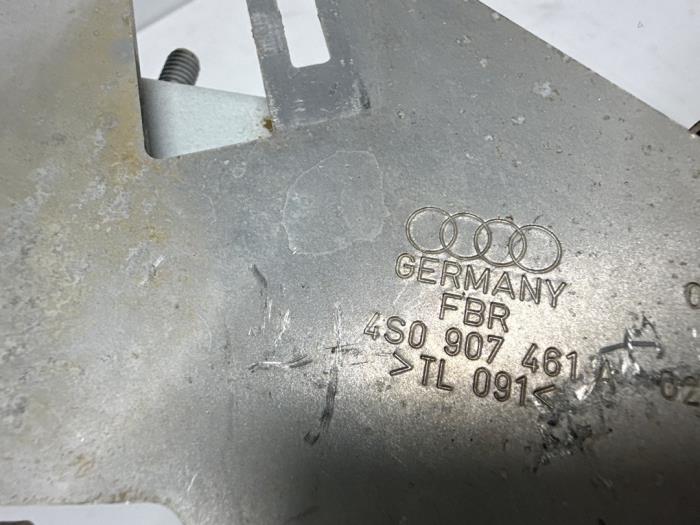 GERMANY
FBR
4S0 907 461 A
>TL 091<